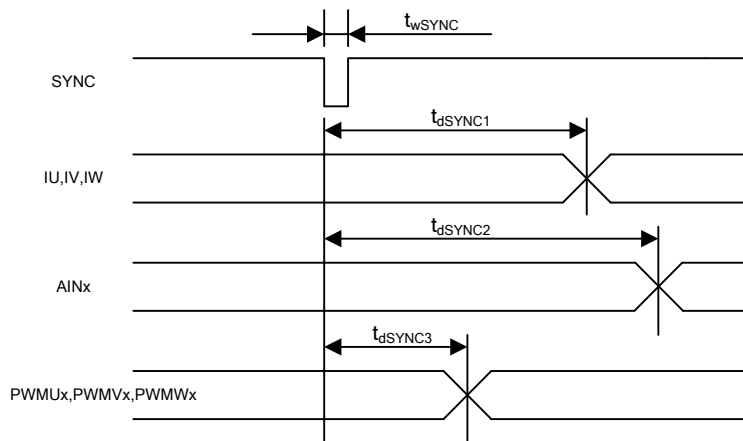 twSYNC
SYNC
tdSYNC1
IU,IV,IW
tdSYNC2
AINx
tdSYNC3
PWMUx,PWMVx,PWMWx